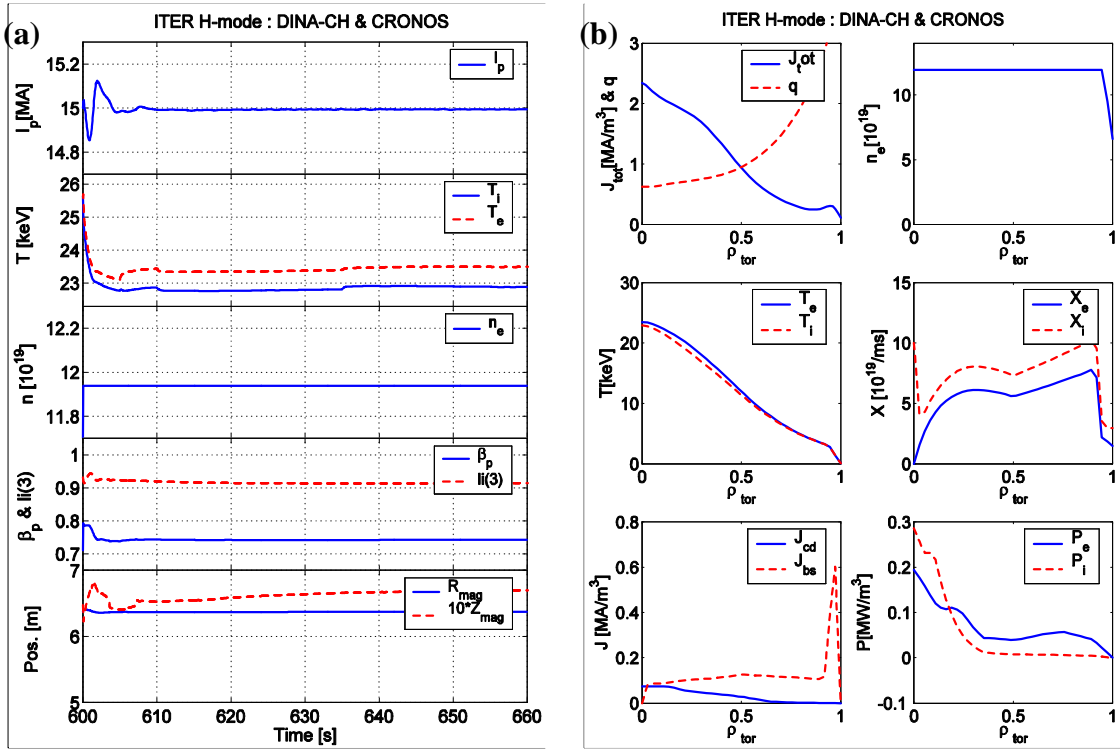 (a)
ITER H-mode : DINA-CH & CRONOS
15.2
15
14.8
I_p[MA]
I_p
26
25
24
23
T [keV]
T_i
T_e
12.2
12
11.8
n [10^19]
n_e
1
0.9
0.8
0.7
β_p & li(3)
β_p
li(3)
7
6
5
Pos. [m]
R_mag
10*Z_mag
600 610 620 630 640 650 660
Time [s]
(b)
ITER H-mode : DINA-CH & CRONOS
3
2
1
0
J_tot[MA/m^3] & q
J_tot
q
0 0.5 1
ρ_tor
10
5
0
n_e[10^19]
0 0.5 1
ρ_tor
30
20
10
0
T[keV]
T_e
T_i
0 0.5 1
ρ_tor
15
10
5
0
X [10^19/ms]
X_e
X_i
0 0.5 1
ρ_tor
0.8
0.6
0.4
0.2
0
J [MA/m^3]
J_cd
J_bs
0 0.5 1
ρ_tor
0.3
0.2
0.1
0
-0.1
P[MW/m^3]
P_e
P_i
0 0.5 1
ρ_tor